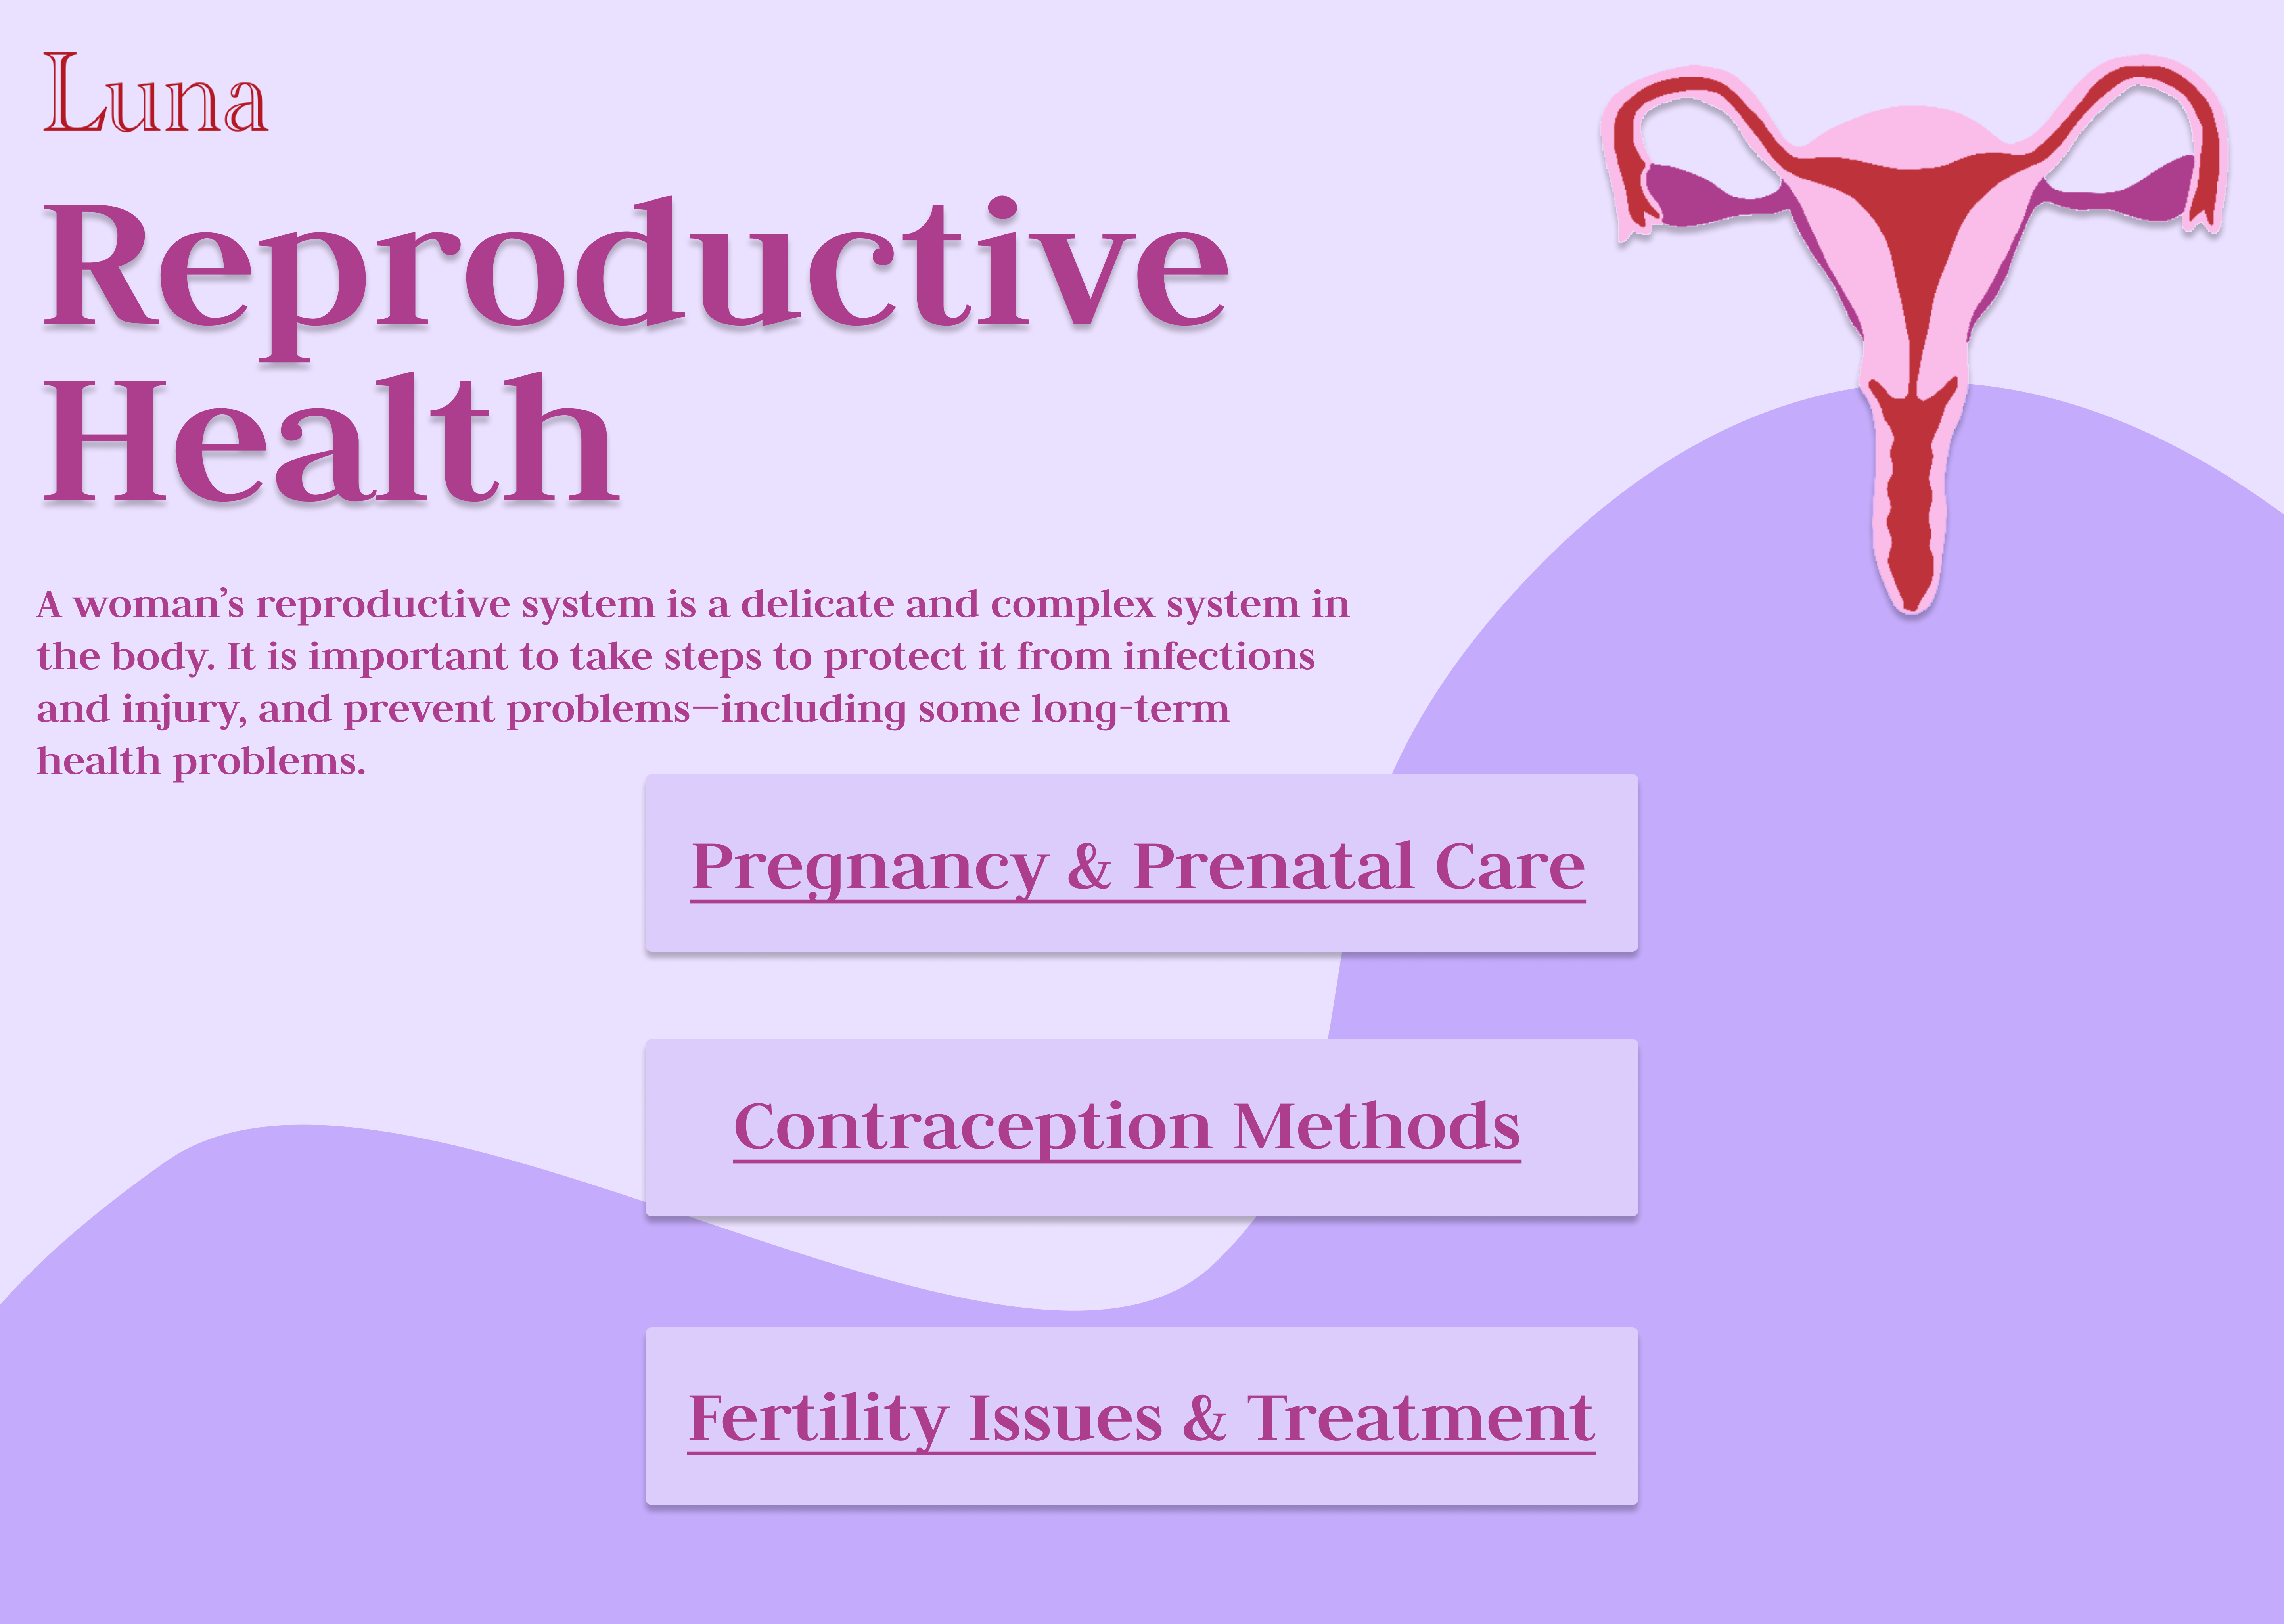 Luna
Reproductive
Health
A woman’s reproductive system is a delicate and complex system in
the body. It is important to take steps to protect it from infections
and injury, and prevent problems—including some long-term
health problems.
Pregnancy & Prenatal Care
Contraception Methods
Fertility Issues & Treatment